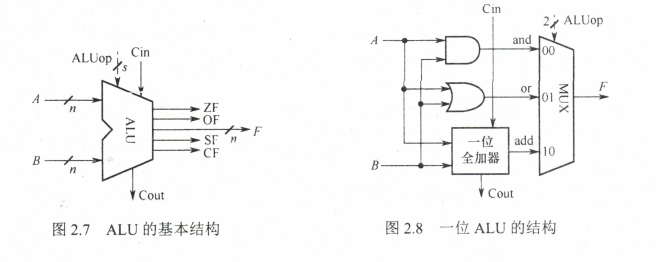 ALUop
s
Cin
A
n
ALU
ZF
OF
n
F
SF
CF
B
n
Cout
图 2.7 ALU 的基本结构
Cin
2
ALUop
A
and
00
MUX
F
or
01
一位
全加器
add
10
B
Cout
图 2.8 一位 ALU 的结构